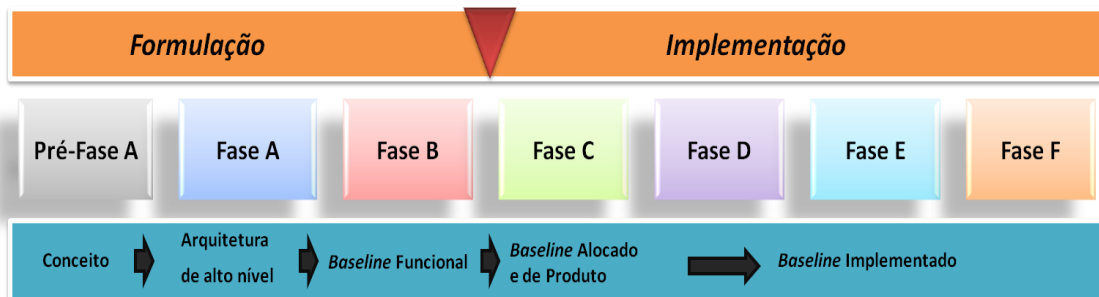 Formulação
Implementação
Pré-Fase A
Fase A
Fase B
Fase C
Fase D
Fase E
Fase F
Conceito
Arquitetura
de alto nível
Baseline Funcional
Baseline Alocado
e de Produto
Baseline Implementado